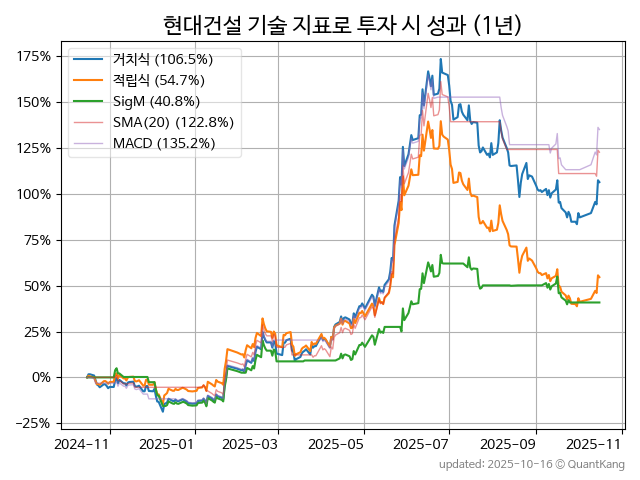 현대건설 기술 지표로 투자 시 성과 (1년)
거치식 (106.5%)
적립식 (54.7%)
SigM (40.8%)
SMA(20) (122.8%)
MACD (135.2%)
175%
150%
125%
100%
75%
50%
25%
0%
−25%
2024-11 2025-01 2025-03 2025-05 2025-07 2025-09 2025-11
updated: 2025-10-16 © QuantKang